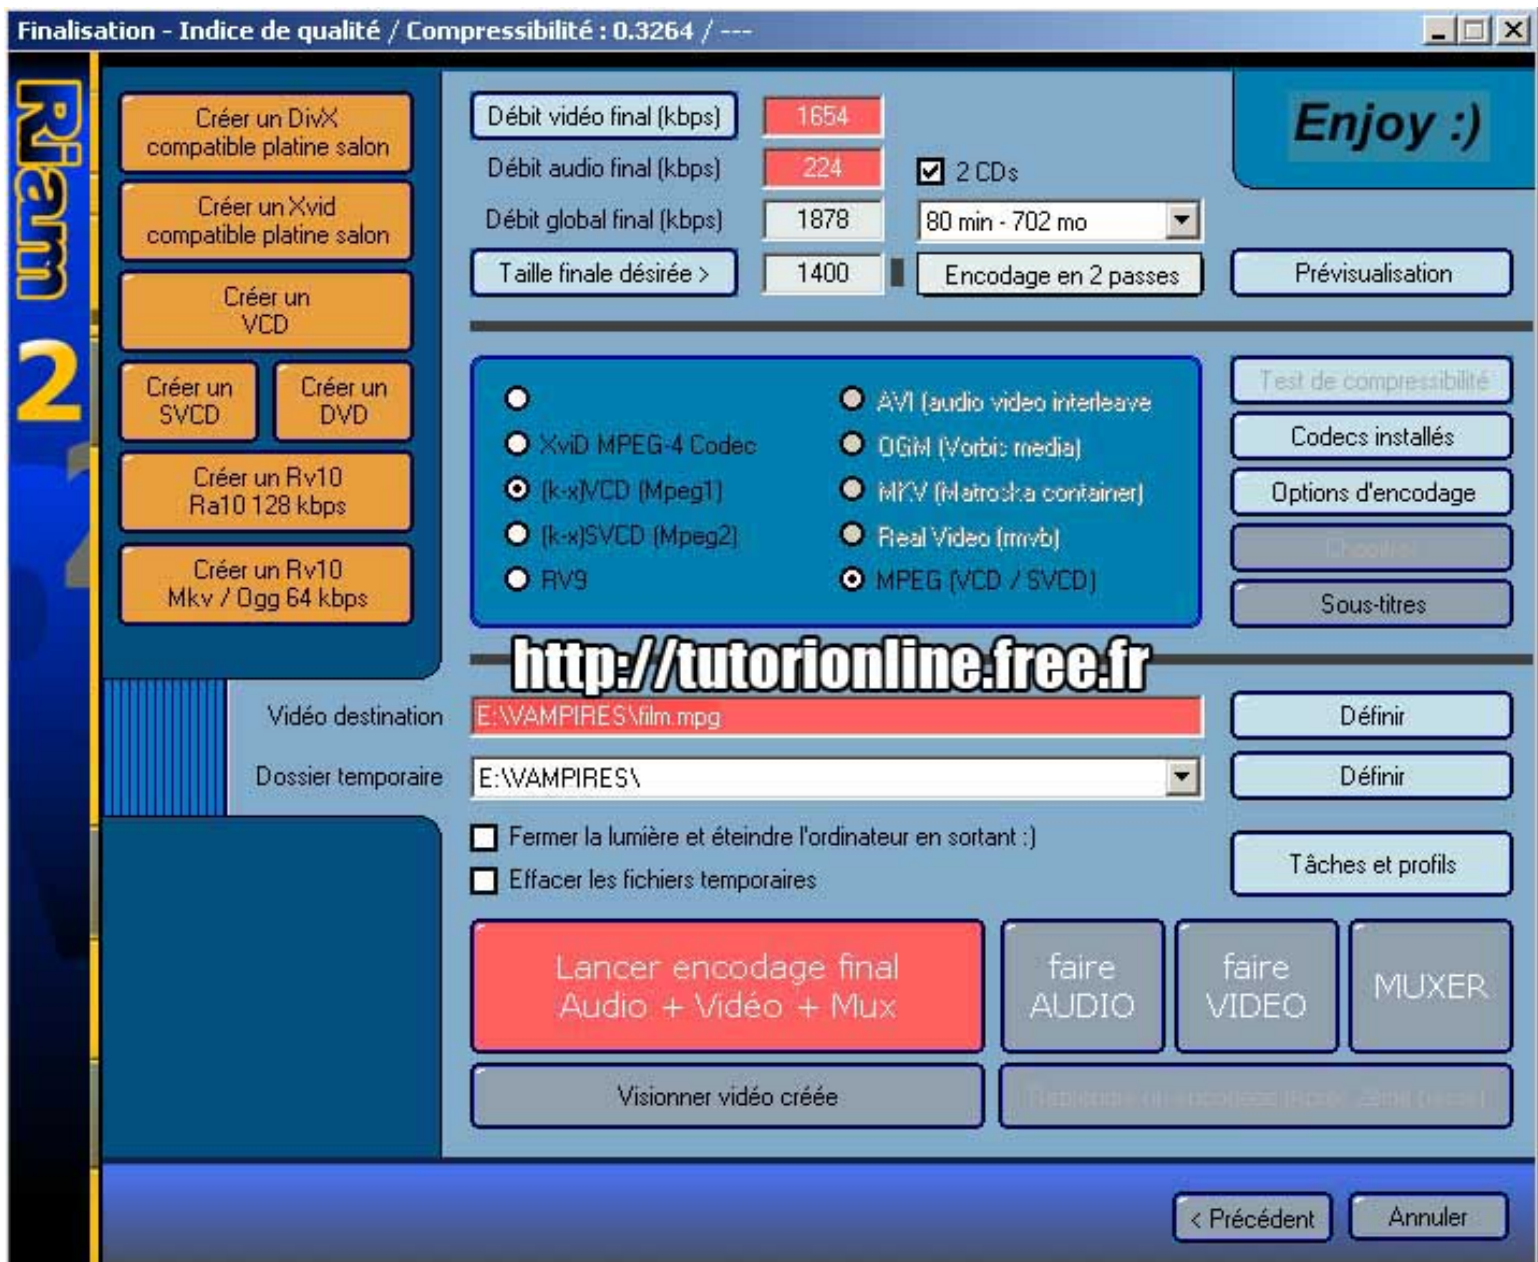 Finalisation - Indice de qualité / Compressibilité : 0.3264 / ---
Riam
2
Créer un DivX
compatible platine salon
Créer un Xvid
compatible platine salon
Créer un
VCD
Créer un
SVCD
Créer un
DVD
Créer un Rv10
Ra10 128 kbps
Créer un Rv10
Mkv / Ogg 64 kbps
Débit vidéo final (kbps)
1654
Débit audio final (kbps)
224
2 CDs
Débit global final (kbps)
1878
80 min - 702 mo
Taille finale désirée >
1400
Encodage en 2 passes
Enjoy :)
Prévisualisation
XviD MPEG-4 Codec
(k-x)VCD (Mpeg1)
(k-x)SVCD (Mpeg2)
RV9
AVI (audio video interleave
OGM (Vorbis media)
MKV (Matroska container)
Real Video (rmvb)
MPEG (VCD / SVCD)
Test de compressibilité
Codecs installés
Options d'encodage
Sous-titres
http://tutorionline.free.fr
Vidéo destination
E:\VAMPIRES\film.mpg
Définir
Dossier temporaire
E:\VAMPIRES\
Définir
Fermer la lumière et éteindre l'ordinateur en sortant :)
Effacer les fichiers temporaires
Tâches et profils
Lancer encodage final
Audio + Vidéo + Mux
faire
AUDIO
faire
VIDEO
MUXER
Visionner vidéo créée
< Précédent
Annuler